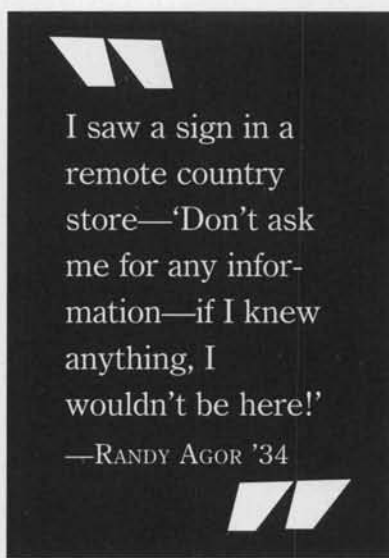 I saw a sign in a
remote country
store—‘Don’t ask
me for any infor-
mation—if I knew
anything, I
wouldn’t be here!’
—RANDY AGOR ’34